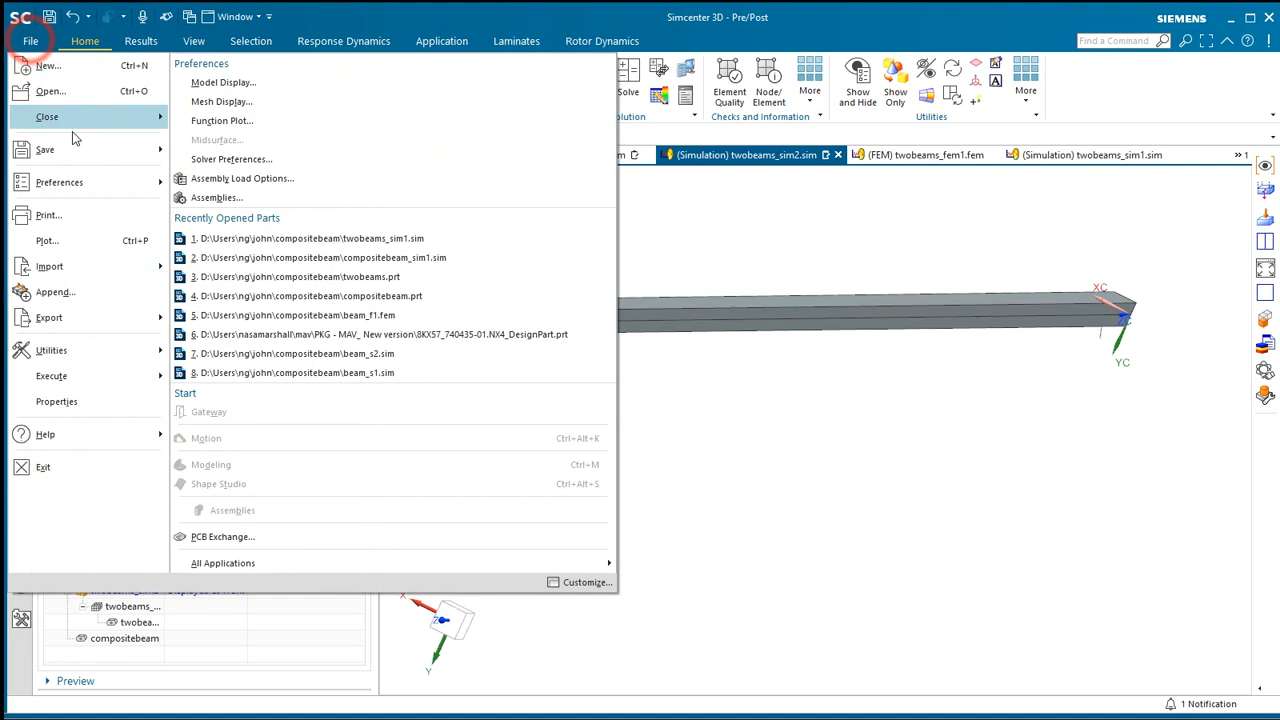 SC Window Simcenter 3D - Pre/Post SIEMENS
File Home Results View Selection Response Dynamics Application Laminates Rotor Dynamics Find a Command
New... Ctrl+N
Open... Ctrl+O
Close
Save
Preferences
Print...
Plot... Ctrl+P
Import
Append...
Export
Utilities
Execute
Properties
Help
Exit
Preferences
Model Display...
Mesh Display...
Function Plot...
Midsurface...
Solver Preferences...
Assembly Load Options...
Assemblies...
Recently Opened Parts
1. D:\Users\ng\john\compositebeam\twobeams_sim1.sim
2. D:\Users\ng\john\compositebeam\compositebeam_sim1.sim
3. D:\Users\ng\john\compositebeam\twobeams.prt
4. D:\Users\ng\john\compositebeam\compositebeam.prt
5. D:\Users\ng\john\compositebeam\beam_f1.fem
6. D:\Users\ng\nasamarshall\mav\PKG - MAV_ New version\8KX57_740435-01.NX4_DesignPart.prt
7. D:\Users\ng\john\compositebeam\beam_s2.sim
8. D:\Users\ng\john\compositebeam\beam_s1.sim
Start
Gateway
Motion Ctrl+Alt+K
Modeling Ctrl+M
Shape Studio Ctrl+Alt+S
Assemblies
PCB Exchange...
All Applications
Customize...
Solve
Element Quality
Node/Element
More
Show and Hide
Show Only
More
lution Checks and Information Utilities
m (Simulation) twobeams_sim2.sim (FEM) twobeams_fem1.fem (Simulation) twobeams_sim1.sim 1
XC
ZC
YC
twobeams_...
twobea...
compositebeam
Preview
X
Z
Y
1 Notification